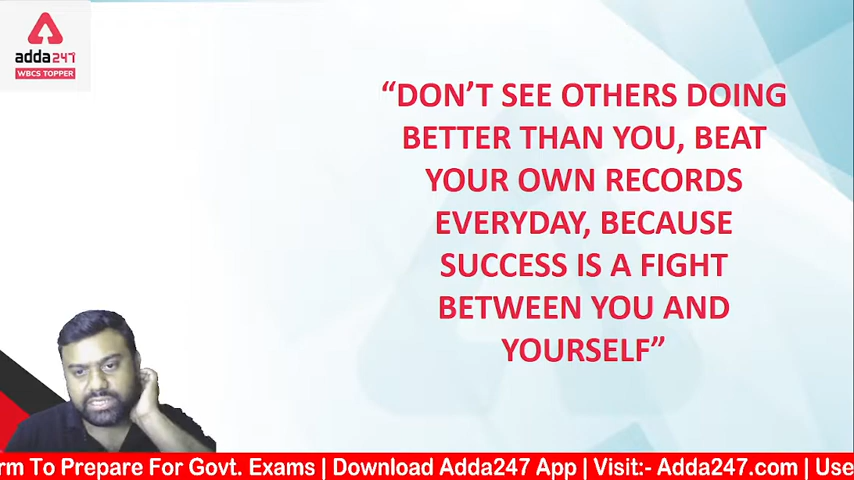 adda247
WBCS TOPPER
“DON’T SEE OTHERS DOING
BETTER THAN YOU, BEAT
YOUR OWN RECORDS
EVERYDAY, BECAUSE
SUCCESS IS A FIGHT
BETWEEN YOU AND
YOURSELF”
rm To Prepare For Govt. Exams | Download Adda247 App | Visit:- Adda247.com | Use